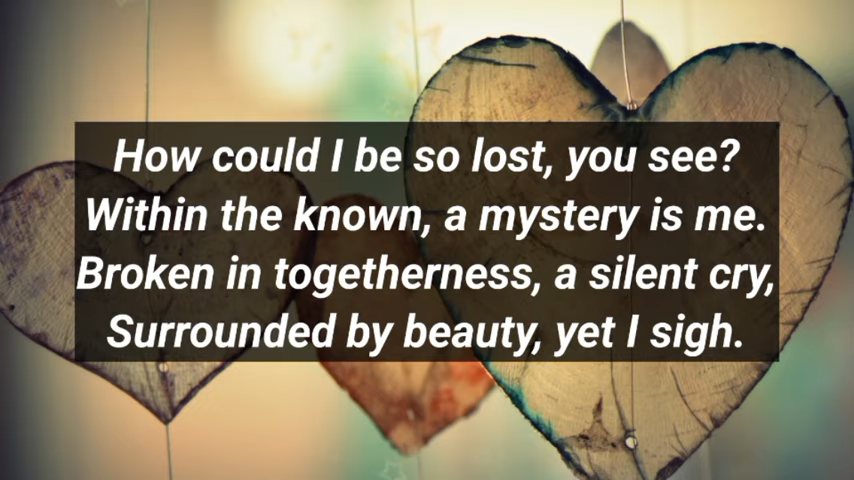 How could I be so lost, you see?
Within the known, a mystery is me.
Broken in togetherness, a silent cry,
Surrounded by beauty, yet I sigh.